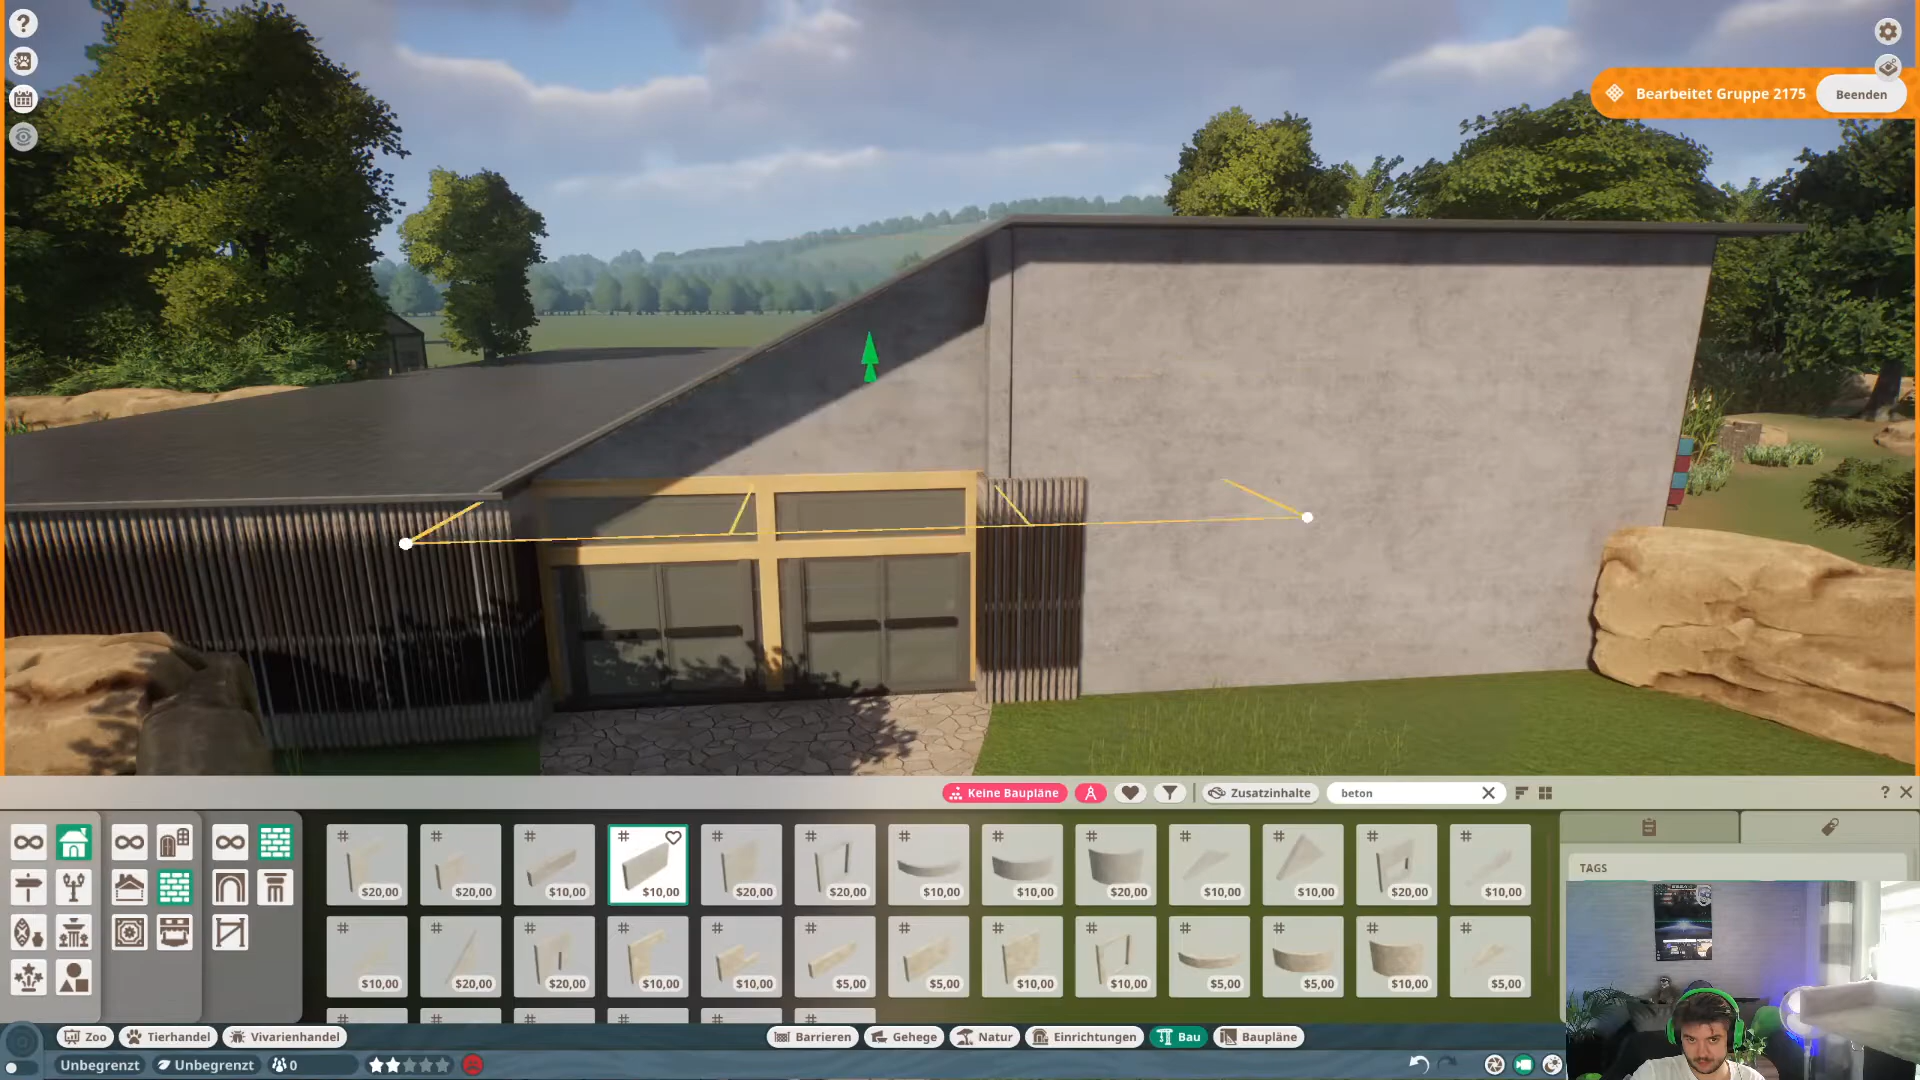 Bearbeitet Gruppe 2175
Beenden
Keine Baupläne
Zusatzinhalte
beton
?
$20,00 $20,00 $10,00 $10,00 $20,00 $20,00 $10,00 $10,00 $20,00 $10,00 $10,00 $20,00 $10,00
$10,00 $20,00 $20,00 $10,00 $10,00 $5,00 $5,00 $10,00 $10,00 $5,00 $5,00 $10,00 $5,00
TAGS
Zoo
Tierhandel
Vivarienhandel
Barrieren
Gehege
Natur
Einrichtungen
Bau
Baupläne
Unbegrenzt
Unbegrenzt
0